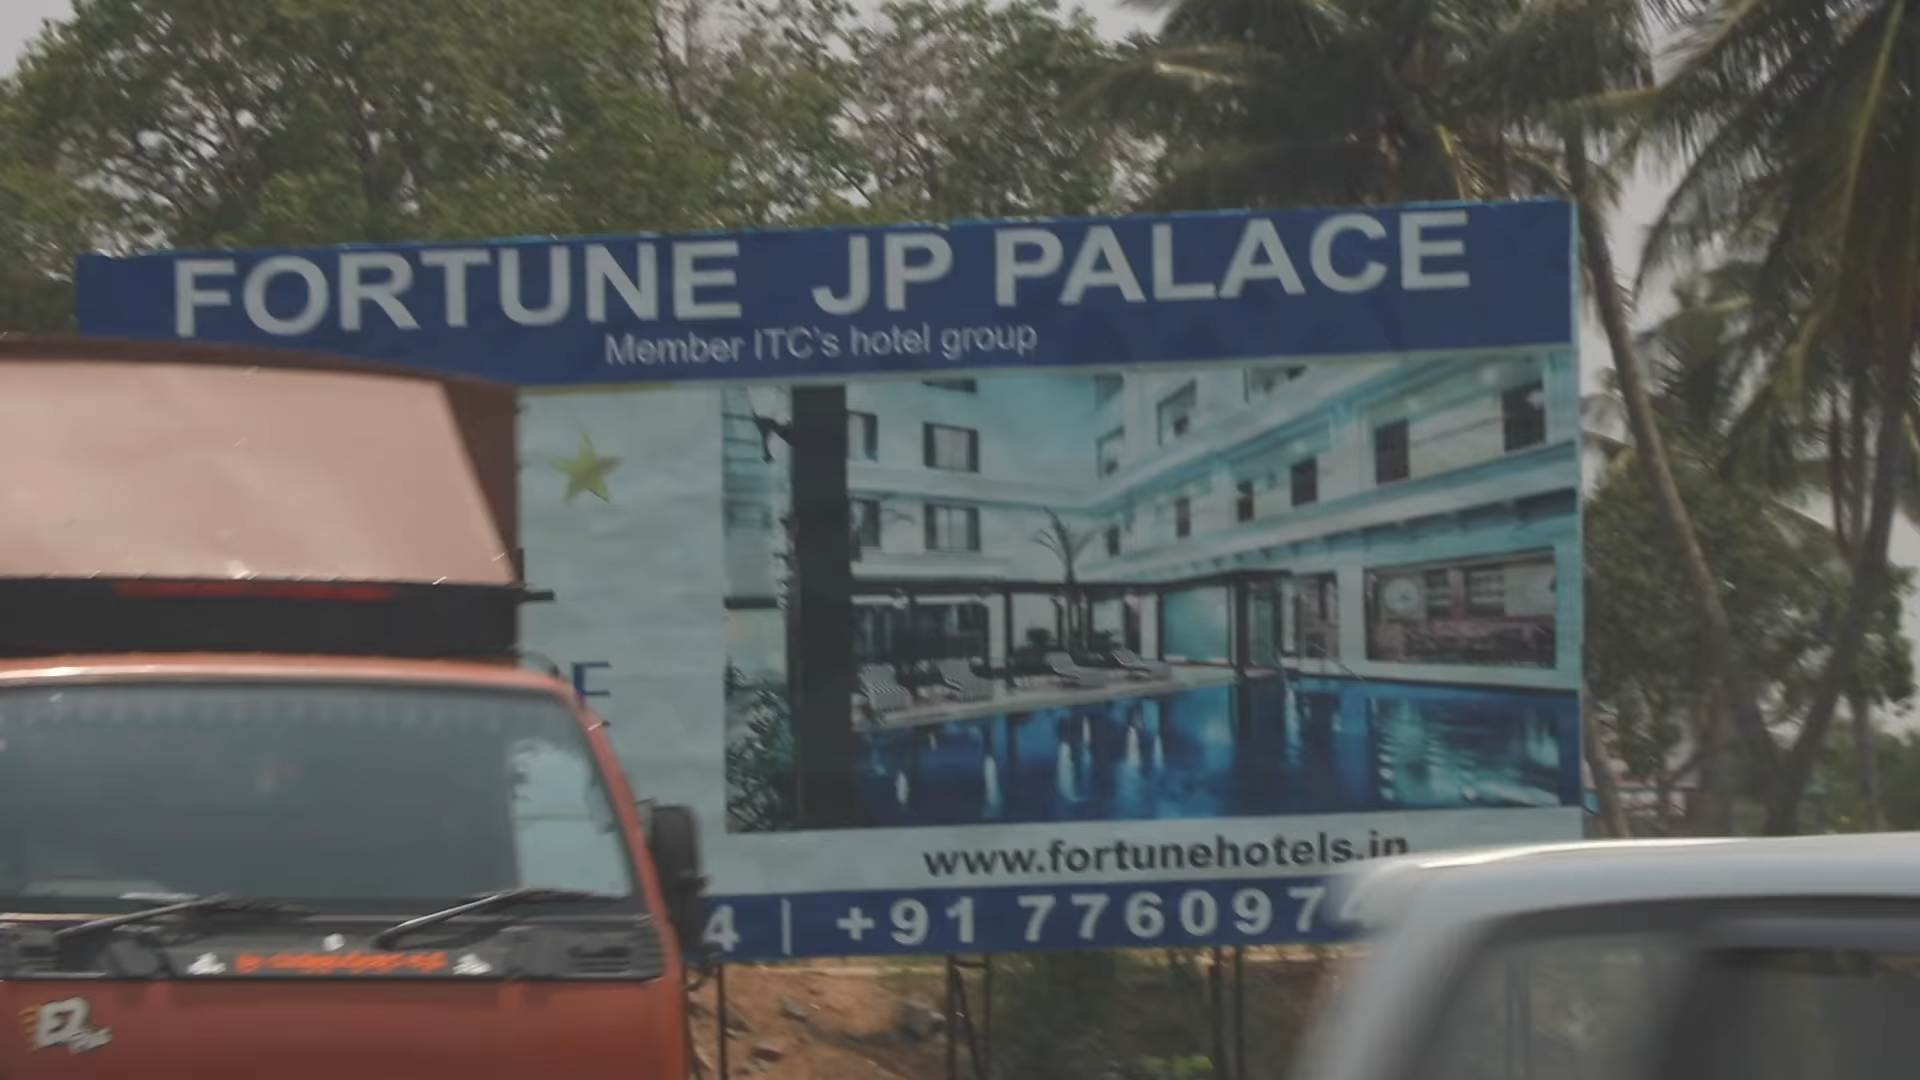 FORTUNE JP PALACE
Member ITC's hotel group
www.fortunehotels.in
4 | +91 776097